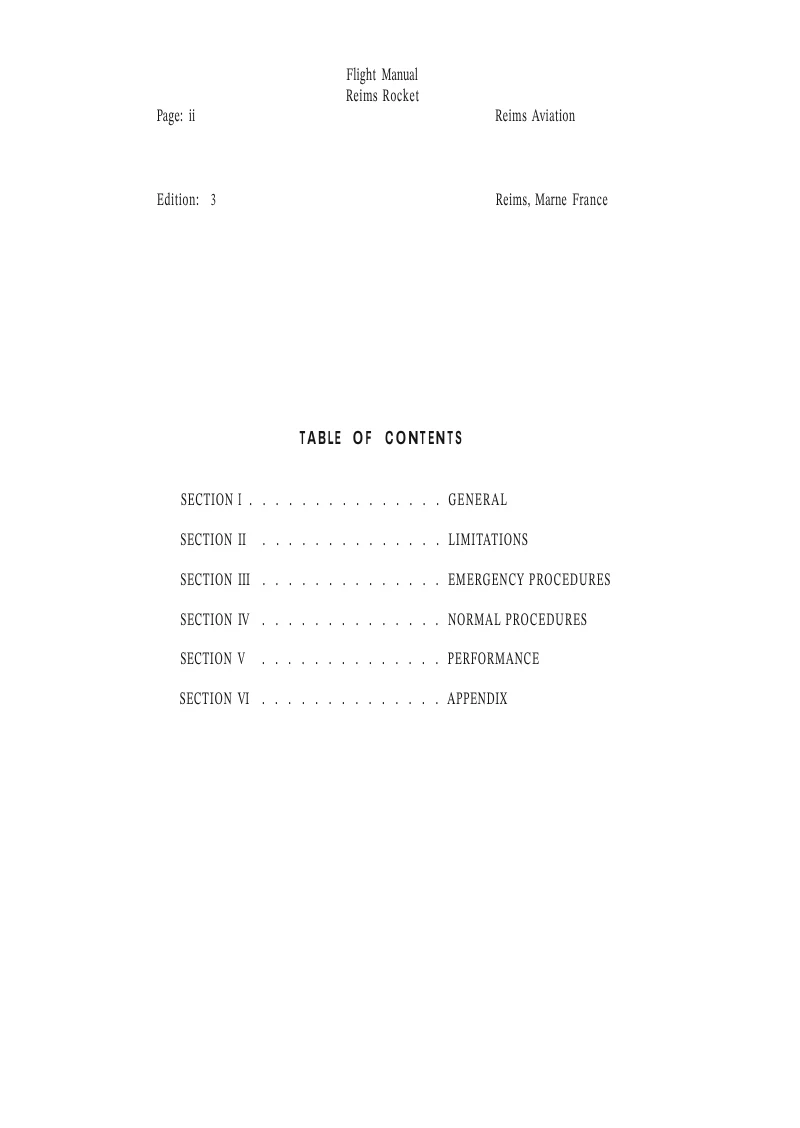 Flight Manual
Reims Rocket
Page: ii Reims Aviation
Edition: 3 Reims, Marne France
TABLE OF CONTENTS
SECTION I . . . . . . . . . . . . . . . GENERAL
SECTION II . . . . . . . . . . . . . . LIMITATIONS
SECTION III . . . . . . . . . . . . . . EMERGENCY PROCEDURES
SECTION IV . . . . . . . . . . . . . . NORMAL PROCEDURES
SECTION V . . . . . . . . . . . . . . PERFORMANCE
SECTION VI . . . . . . . . . . . . . . APPENDIX